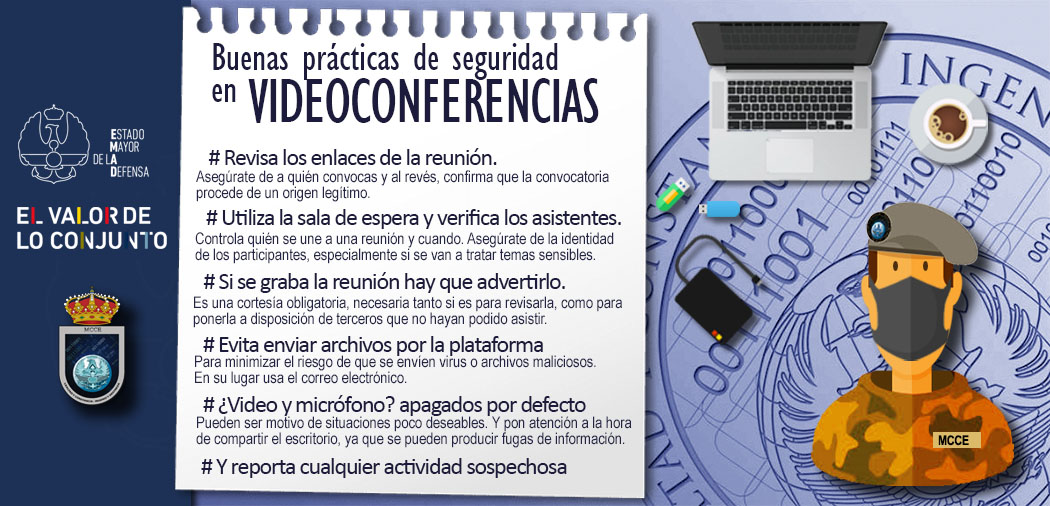 ESTADO
MAYOR
DE LA
DEFENSA
EMAD
EL VALOR DE
LO CONJUNTO
MCCE
Buenas prácticas de seguridad
en VIDEOCONFERENCIAS
# Revisa los enlaces de la reunión.
Asegúrate de a quién convocas y al revés, confirma que la convocatoria
procede de un origen legítimo.
# Utiliza la sala de espera y verifica los asistentes.
Controla quién se une a una reunión y cuando. Asegúrate de la identidad
de los participantes, especialmente si se van a tratar temas sensibles.
# Si se graba la reunión hay que advertirlo.
Es una cortesía obligatoria, necesaria tanto si es para revisarla, como para
ponerla a disposición de terceros que no hayan podido asistir.
# Evita enviar archivos por la plataforma
Para minimizar el riesgo de que se envíen virus o archivos maliciosos.
En su lugar usa el correo electrónico.
# ¿Video y micrófono? apagados por defecto
Pueden ser motivo de situaciones poco deseables. Y pon atención a la hora
de compartir el escritorio, ya que se pueden producir fugas de información.
# Y reporta cualquier actividad sospechosa
INGEN
MCCE